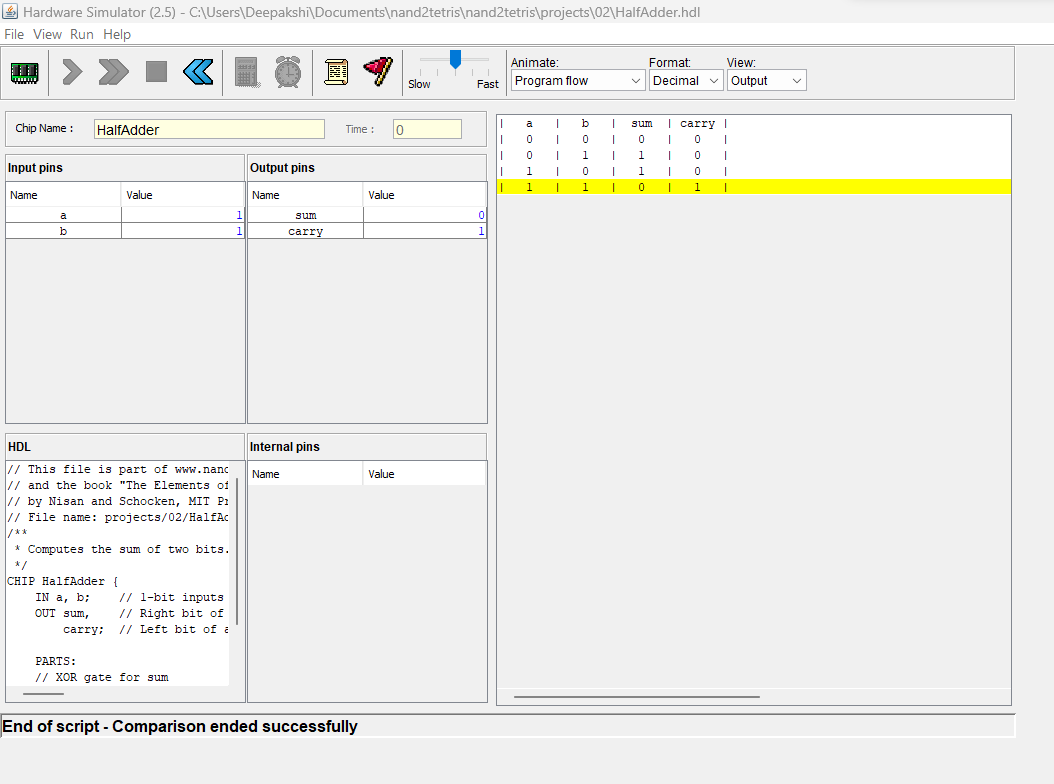 Hardware Simulator (2.5) - C:\Users\Deepakshi\Documents\nand2tetris\nand2tetris\projects\02\HalfAdder.hdl
File View Run Help
Slow Fast
Animate: Format: View:
Program flow Decimal Output
Chip Name : HalfAdder Time : 0
Input pins
Name Value
a 1
b 1
Output pins
Name Value
sum 0
carry 1
HDL
// This file is part of www.nand
// and the book "The Elements of
// by Nisan and Schocken, MIT Pr
// File name: projects/02/HalfAd
/**
* Computes the sum of two bits.
*/
CHIP HalfAdder {
IN a, b; // 1-bit inputs
OUT sum, // Right bit of
carry; // Left bit of a
PARTS:
// XOR gate for sum
Internal pins
Name Value
| a | b | sum | carry |
| 0 | 0 | 0 | 0 |
| 0 | 1 | 1 | 0 |
| 1 | 0 | 1 | 0 |
| 1 | 1 | 0 | 1 |
End of script - Comparison ended successfully